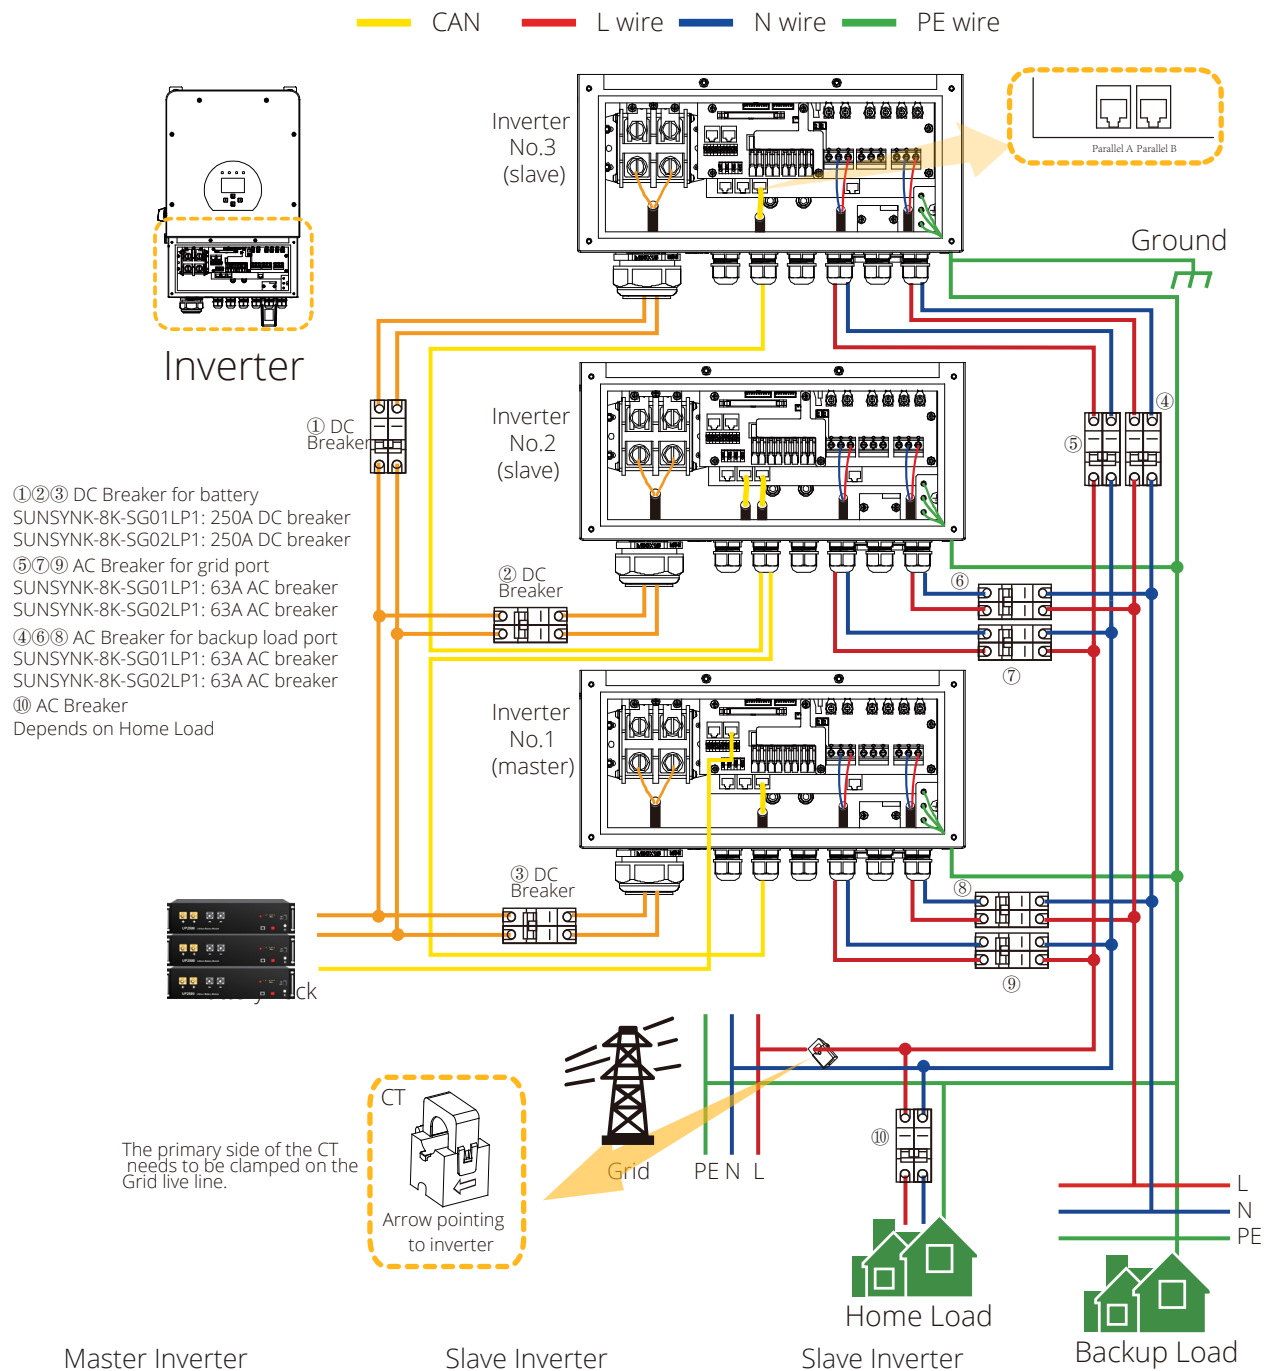 CAN
L wire
N wire
PE wire
Inverter
No.3
(slave)
Parallel A Parallel B
Ground
Inverter
① DC
Breaker
Inverter
No.2
(slave)
④
⑤
①②③ DC Breaker for battery
SUNSYNK-8K-SG01LP1: 250A DC breaker
SUNSYNK-8K-SG02LP1: 250A DC breaker
⑤⑦⑨ AC Breaker for grid port
SUNSYNK-8K-SG01LP1: 63A AC breaker
SUNSYNK-8K-SG02LP1: 63A AC breaker
④⑥⑧ AC Breaker for backup load port
SUNSYNK-8K-SG01LP1: 63A AC breaker
SUNSYNK-8K-SG02LP1: 63A AC breaker
⑩ AC Breaker
Depends on Home Load
② DC
Breaker
⑥
⑦
Inverter
No.1
(master)
③ DC
Breaker
⑧
⑨
CT
Arrow pointing
to inverter
The primary side of the CT
needs to be clamped on the
Grid live line.
Grid
PE N L
⑩
L
N
PE
Home Load
Backup Load
Master Inverter
Slave Inverter
Slave Inverter